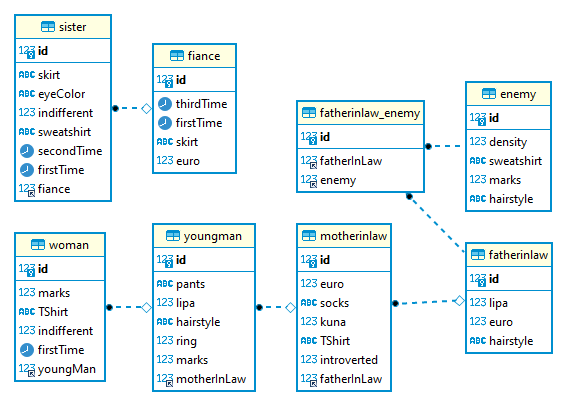 sister
123 id
ABC skirt
ABC eyeColor
123 indifferent
ABC sweatshirt
secondTime
firstTime
123 fiance
fiance
123 id
thirdTime
firstTime
ABC skirt
123 euro
fatherinlaw_enemy
123 id
123 fatherInLaw
123 enemy
enemy
123 id
123 density
ABC sweatshirt
123 marks
ABC hairstyle
woman
123 id
123 marks
ABC TShirt
123 indifferent
firstTime
123 youngMan
youngman
123 id
ABC pants
123 lipa
ABC hairstyle
123 ring
123 marks
123 motherInLaw
motherinlaw
123 id
123 euro
ABC socks
123 kuna
ABC TShirt
123 introverted
123 fatherInLaw
fatherinlaw
123 id
123 lipa
123 euro
ABC hairstyle